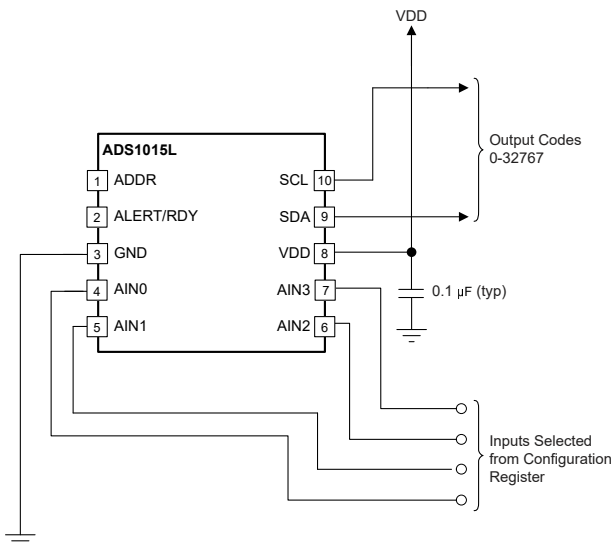 VDD
Output Codes
0-32767
ADS1015L
1 ADDR
SCL 10
2 ALERT/RDY
SDA 9
3 GND
VDD 8
4 AIN0
AIN3 7
0.1 μF (typ)
5 AIN1
AIN2 6
Inputs Selected
from Configuration
Register